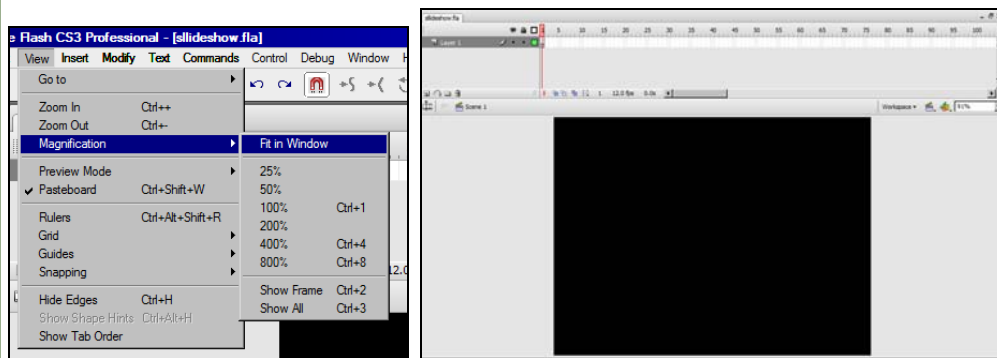 e Flash CS3 Professional - [sllideshow.fla]
View Insert Modify Text Commands Control Debug Window H
Go to
Zoom In Ctrl++
Zoom Out Ctrl+-
Magnification
Preview Mode
Pasteboard Ctrl+Shift+W
Rulers Ctrl+Alt+Shift+R
Grid
Guides
Snapping
Hide Edges Ctrl+H
Show Shape Hints Ctrl+Alt+H
Show Tab Order
Fit in Window
25%
50%
100% Ctrl+1
200%
400% Ctrl+4
800% Ctrl+8
Show Frame Ctrl+2
Show All Ctrl+3
12.0
5 10 15 20 25 30 35 40 45 50 55 60 65 70 75 80 85 90 95 100
Layer 1
1 12.0 fps 0.0s
Scene 1
Workspace 91%